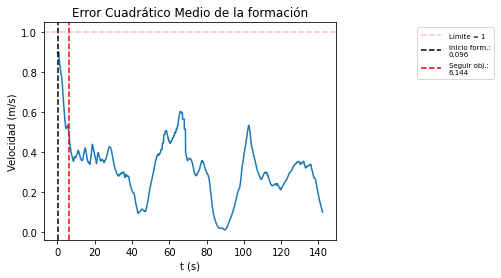 Error Cuadrático Medio de la formación
Velocidad (m/s)
1.0
0.8
0.6
0.4
0.2
0.0
0
20
40
60
80
100
120
140
t (s)
Límite = 1
Inicio form.:
0.096
Seguir obj.:
6.144